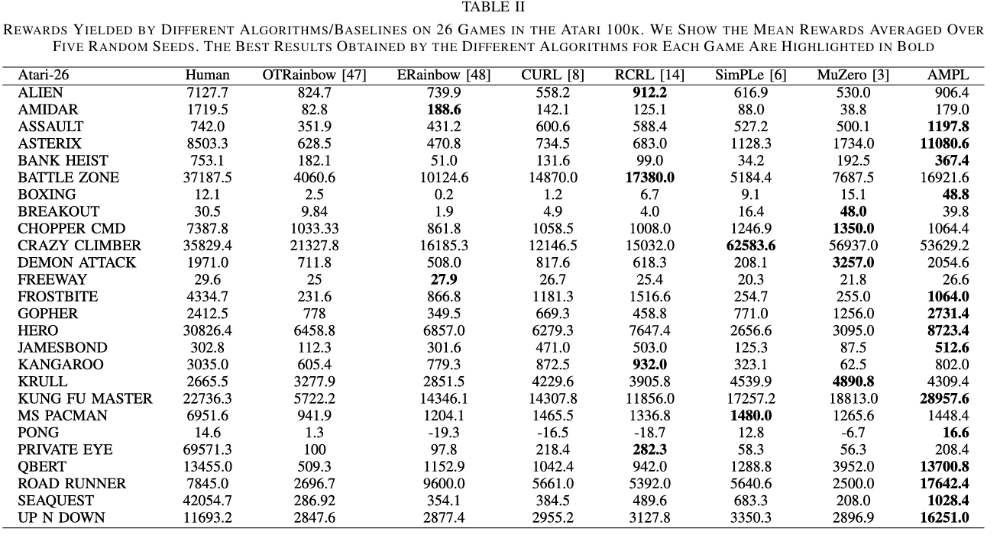 TABLE II
REWARDS YIELDED BY DIFFERENT ALGORITHMS/BASELINES ON 26 GAMES IN THE ATARI 100K. WE SHOW THE MEAN REWARDS AVERAGED OVER
FIVE RANDOM SEEDS. THE BEST RESULTS OBTAINED BY THE DIFFERENT ALGORITHMS FOR EACH GAME ARE HIGHLIGHTED IN BOLD
Atari-26 Human OTRainbow [47] ERainbow [48] CURL [8] RCRL [14] SimPLe [6] MuZero [3] AMPL
ALIEN 7127.7 824.7 739.9 558.2 912.2 616.9 530.0 906.4
AMIDAR 1719.5 82.8 188.6 142.1 125.1 88.0 38.8 179.0
ASSAULT 742.0 351.9 431.2 600.6 588.4 527.2 500.1 1197.8
ASTERIX 8503.3 628.5 470.8 734.5 683.0 1128.3 1734.0 11080.6
BANK HEIST 753.1 182.1 51.0 131.6 99.0 34.2 192.5 367.4
BATTLE ZONE 37187.5 4060.6 10124.6 14870.0 17380.0 5184.4 7687.5 16921.6
BOXING 12.1 2.5 0.2 1.2 6.7 9.1 15.1 48.8
BREAKOUT 30.5 9.84 1.9 4.9 4.0 16.4 48.0 39.8
CHOPPER CMD 7387.8 1033.33 861.8 1058.5 1008.0 1246.9 1350.0 1064.4
CRAZY CLIMBER 35829.4 21327.8 16185.3 12146.5 15032.0 62583.6 56937.0 53629.2
DEMON ATTACK 1971.0 711.8 508.0 817.6 618.3 208.1 3257.0 2054.6
FREEWAY 29.6 25 27.9 26.7 25.4 20.3 21.8 26.6
FROSTBITE 4334.7 231.6 866.8 1181.3 1516.6 254.7 255.0 1064.0
GOPHER 2412.5 778 349.5 669.3 458.8 771.0 1256.0 2731.4
HERO 30826.4 6458.8 6857.0 6279.3 7647.4 2656.6 3095.0 8723.4
JAMESBOND 302.8 112.3 301.6 471.0 503.0 125.3 87.5 512.6
KANGAROO 3035.0 605.4 779.3 872.5 932.0 323.1 62.5 802.0
KRULL 2665.5 3277.9 2851.5 4229.6 3905.8 4539.9 4890.8 4309.4
KUNG FU MASTER 22736.3 5722.2 14346.1 14307.8 11856.0 17257.2 18813.0 28957.6
MS PACMAN 6951.6 941.9 1204.1 1465.5 1336.8 1480.0 1265.6 1448.4
PONG 14.6 1.3 -19.3 -16.5 -18.7 12.8 -6.7 16.6
PRIVATE EYE 69571.3 100 97.8 218.4 282.3 58.3 56.3 208.4
QBERT 13455.0 509.3 1152.9 1042.4 942.0 1288.8 3952.0 13700.8
ROAD RUNNER 7845.0 2696.7 9600.0 5661.0 5392.0 5640.6 2500.0 17642.4
SEAQUEST 42054.7 286.92 354.1 384.5 489.6 683.3 208.0 1028.4
UP N DOWN 11693.2 2847.6 2877.4 2955.2 3127.8 3350.3 2896.9 16251.0